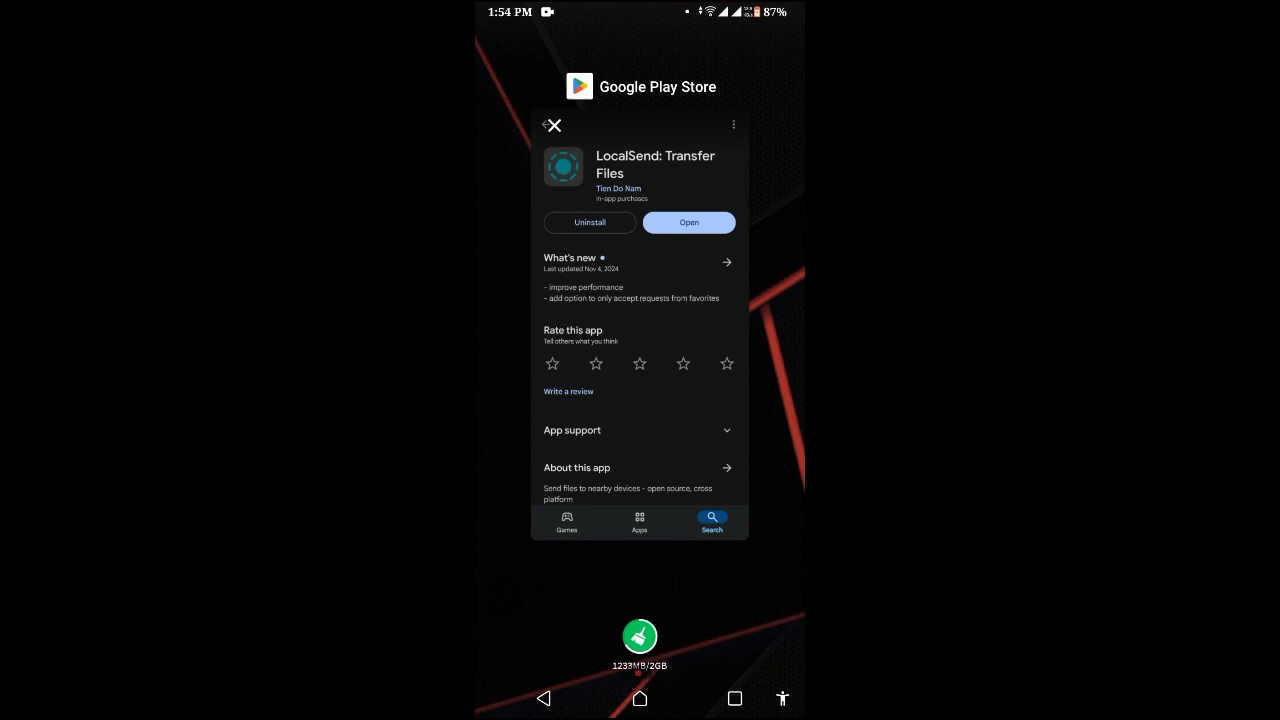 1:54 PM 87%
Google Play Store
LocalSend: Transfer
Files
Tien Do Nam
In-app purchases
Uninstall Open
What's new
Last updated Nov 4, 2024
- improve performance
- add option to only accept requests from favorites
Rate this app
Tell others what you think
Write a review
App support
About this app
Send files to nearby devices - open source, cross
platform
Games Apps Search
1233MB/2GB